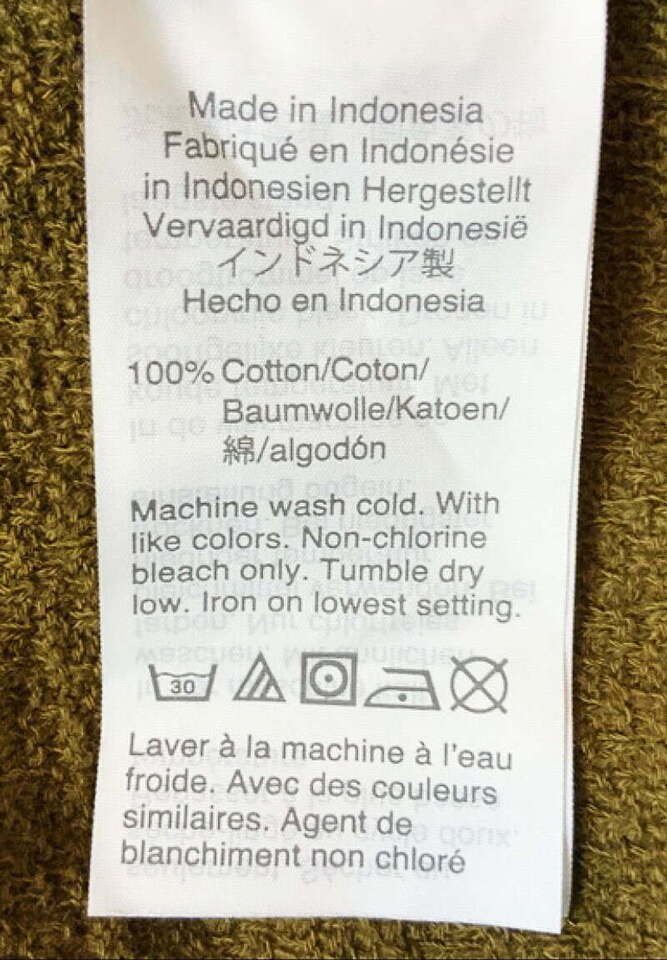 Made in Indonesia
Fabriqué en Indonésie
in Indonesien Hergestellt
Vervaardigd in Indonesië
インドネシア製
Hecho en Indonesia
100% Cotton/Coton/
Baumwolle/Katoen/
綿/algodón
Machine wash cold. With
like colors. Non-chlorine
bleach only. Tumble dry
low. Iron on lowest setting.
30
Laver à la machine à l'eau
froide. Avec des couleurs
similaires. Agent de
blanchiment non chloré